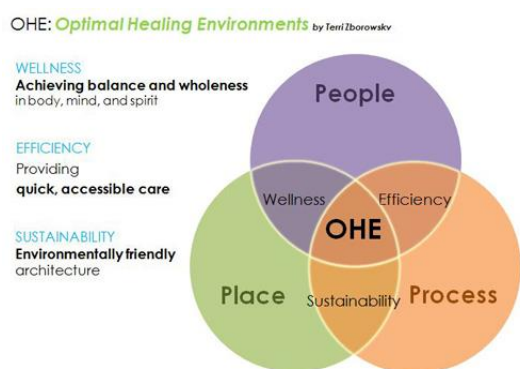 OHE: Optimal Healing Environments by Terri Zborowsky
WELLNESS
Achieving balance and wholeness
in body, mind, and spirit
EFFICIENCY
Providing
quick, accessible care
SUSTAINABILITY
Environmentally friendly
architecture
People
Wellness
Efficiency
OHE
Place
Sustainability
Process